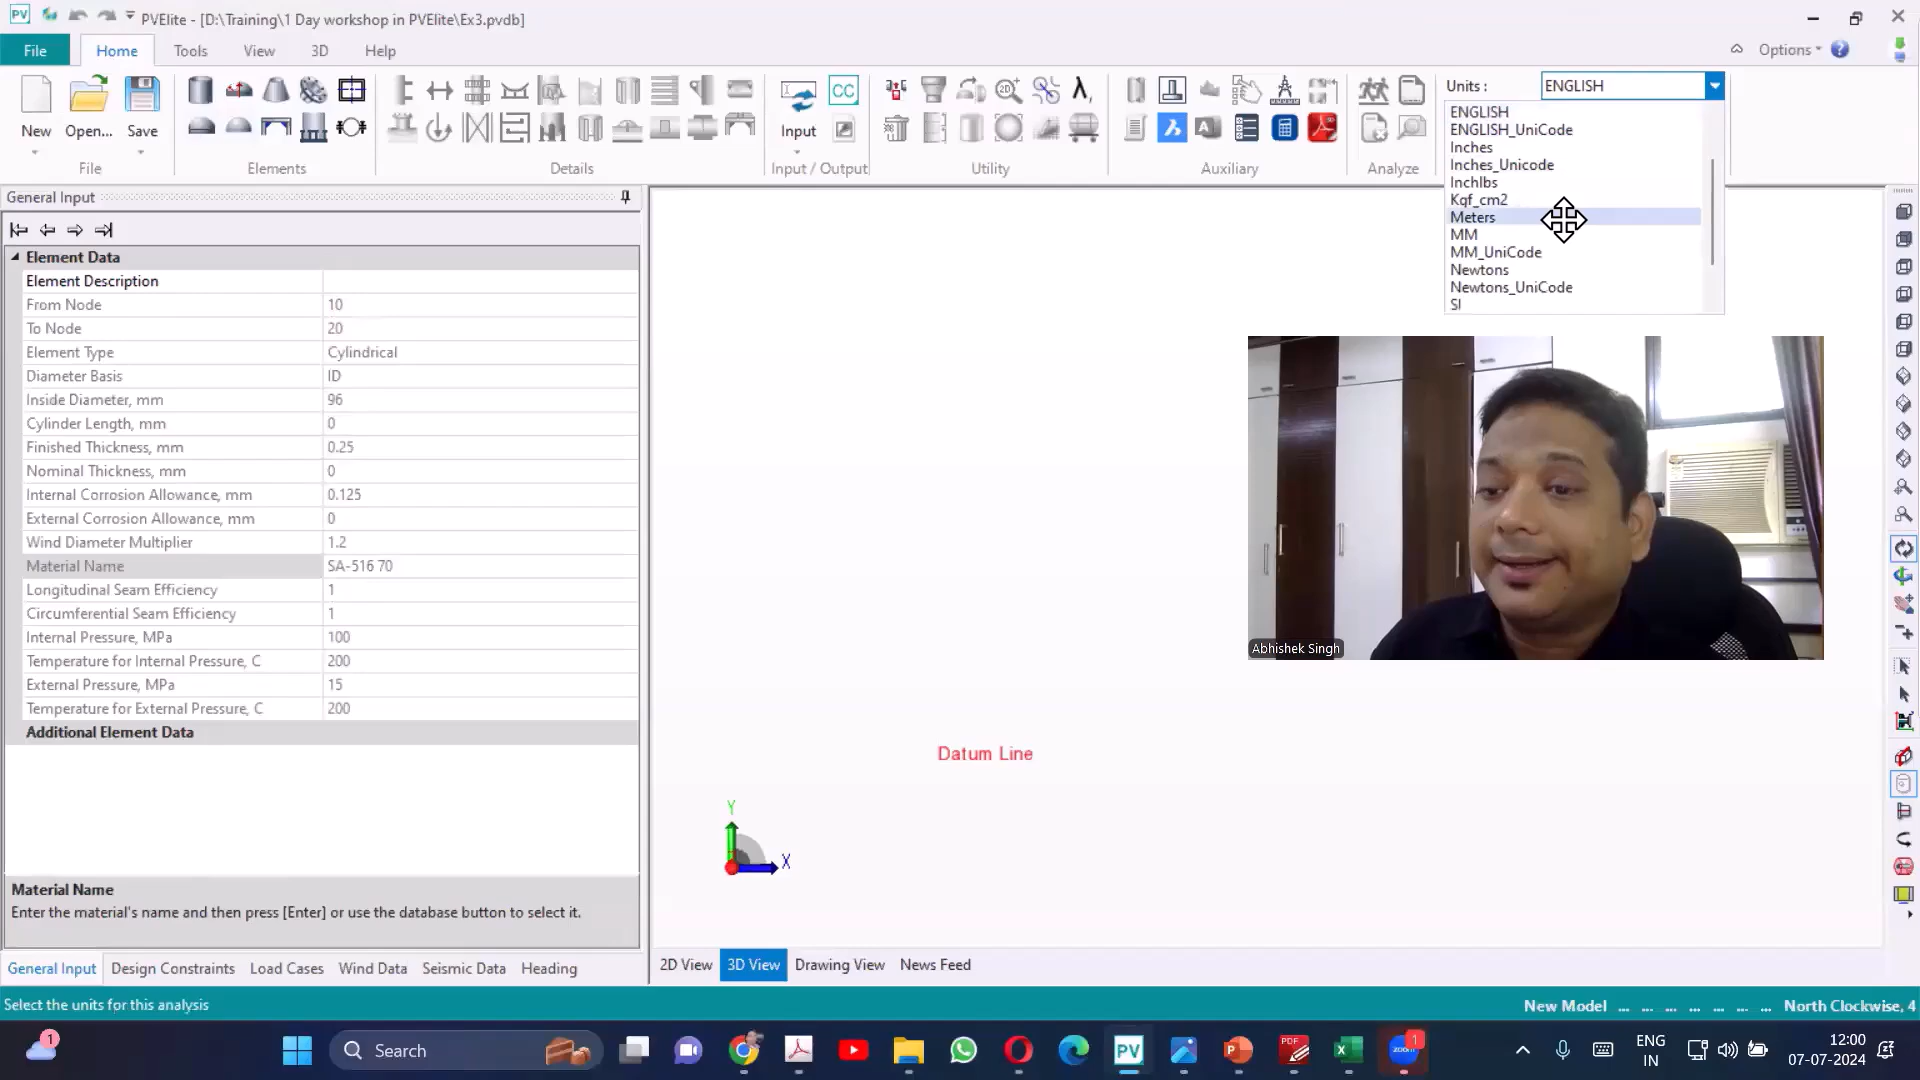 PV
PVElite - [D:\Training\1 Day workshop in PVElite\Ex3.pvdb]
File
Home
Tools
View
3D
Help
Options
New
Open...
Save
File
Elements
Details
Input
CC
Input / Output
2D
Utility
Auxiliary
Analyze
Units :
ENGLISH
ENGLISH
ENGLISH_UniCode
Inches
Inches_Unicode
Inchlbs
Kgf_cm2
Meters
MM
MM_UniCode
Newtons
Newtons_UniCode
SI
General Input
Element Data
Element Description
From Node 10
To Node 20
Element Type Cylindrical
Diameter Basis ID
Inside Diameter, mm 96
Cylinder Length, mm 0
Finished Thickness, mm 0.25
Nominal Thickness, mm 0
Internal Corrosion Allowance, mm 0.125
External Corrosion Allowance, mm 0
Wind Diameter Multiplier 1.2
Material Name SA-516 70
Longitudinal Seam Efficiency 1
Circumferential Seam Efficiency 1
Internal Pressure, MPa 100
Temperature for Internal Pressure, C 200
External Pressure, MPa 15
Temperature for External Pressure, C 200
Additional Element Data
Material Name
Enter the material's name and then press [Enter] or use the database button to select it.
General Input
Design Constraints
Load Cases
Wind Data
Seismic Data
Heading
Abhishek Singh
Datum Line
Y
X
2D View
3D View
Drawing View
News Feed
Select the units for this analysis
New Model ... ... ... ... ... ... North Clockwise, 4
1
Search
PV
PDF
zoom
1
ENG
IN
12:00
07-07-2024